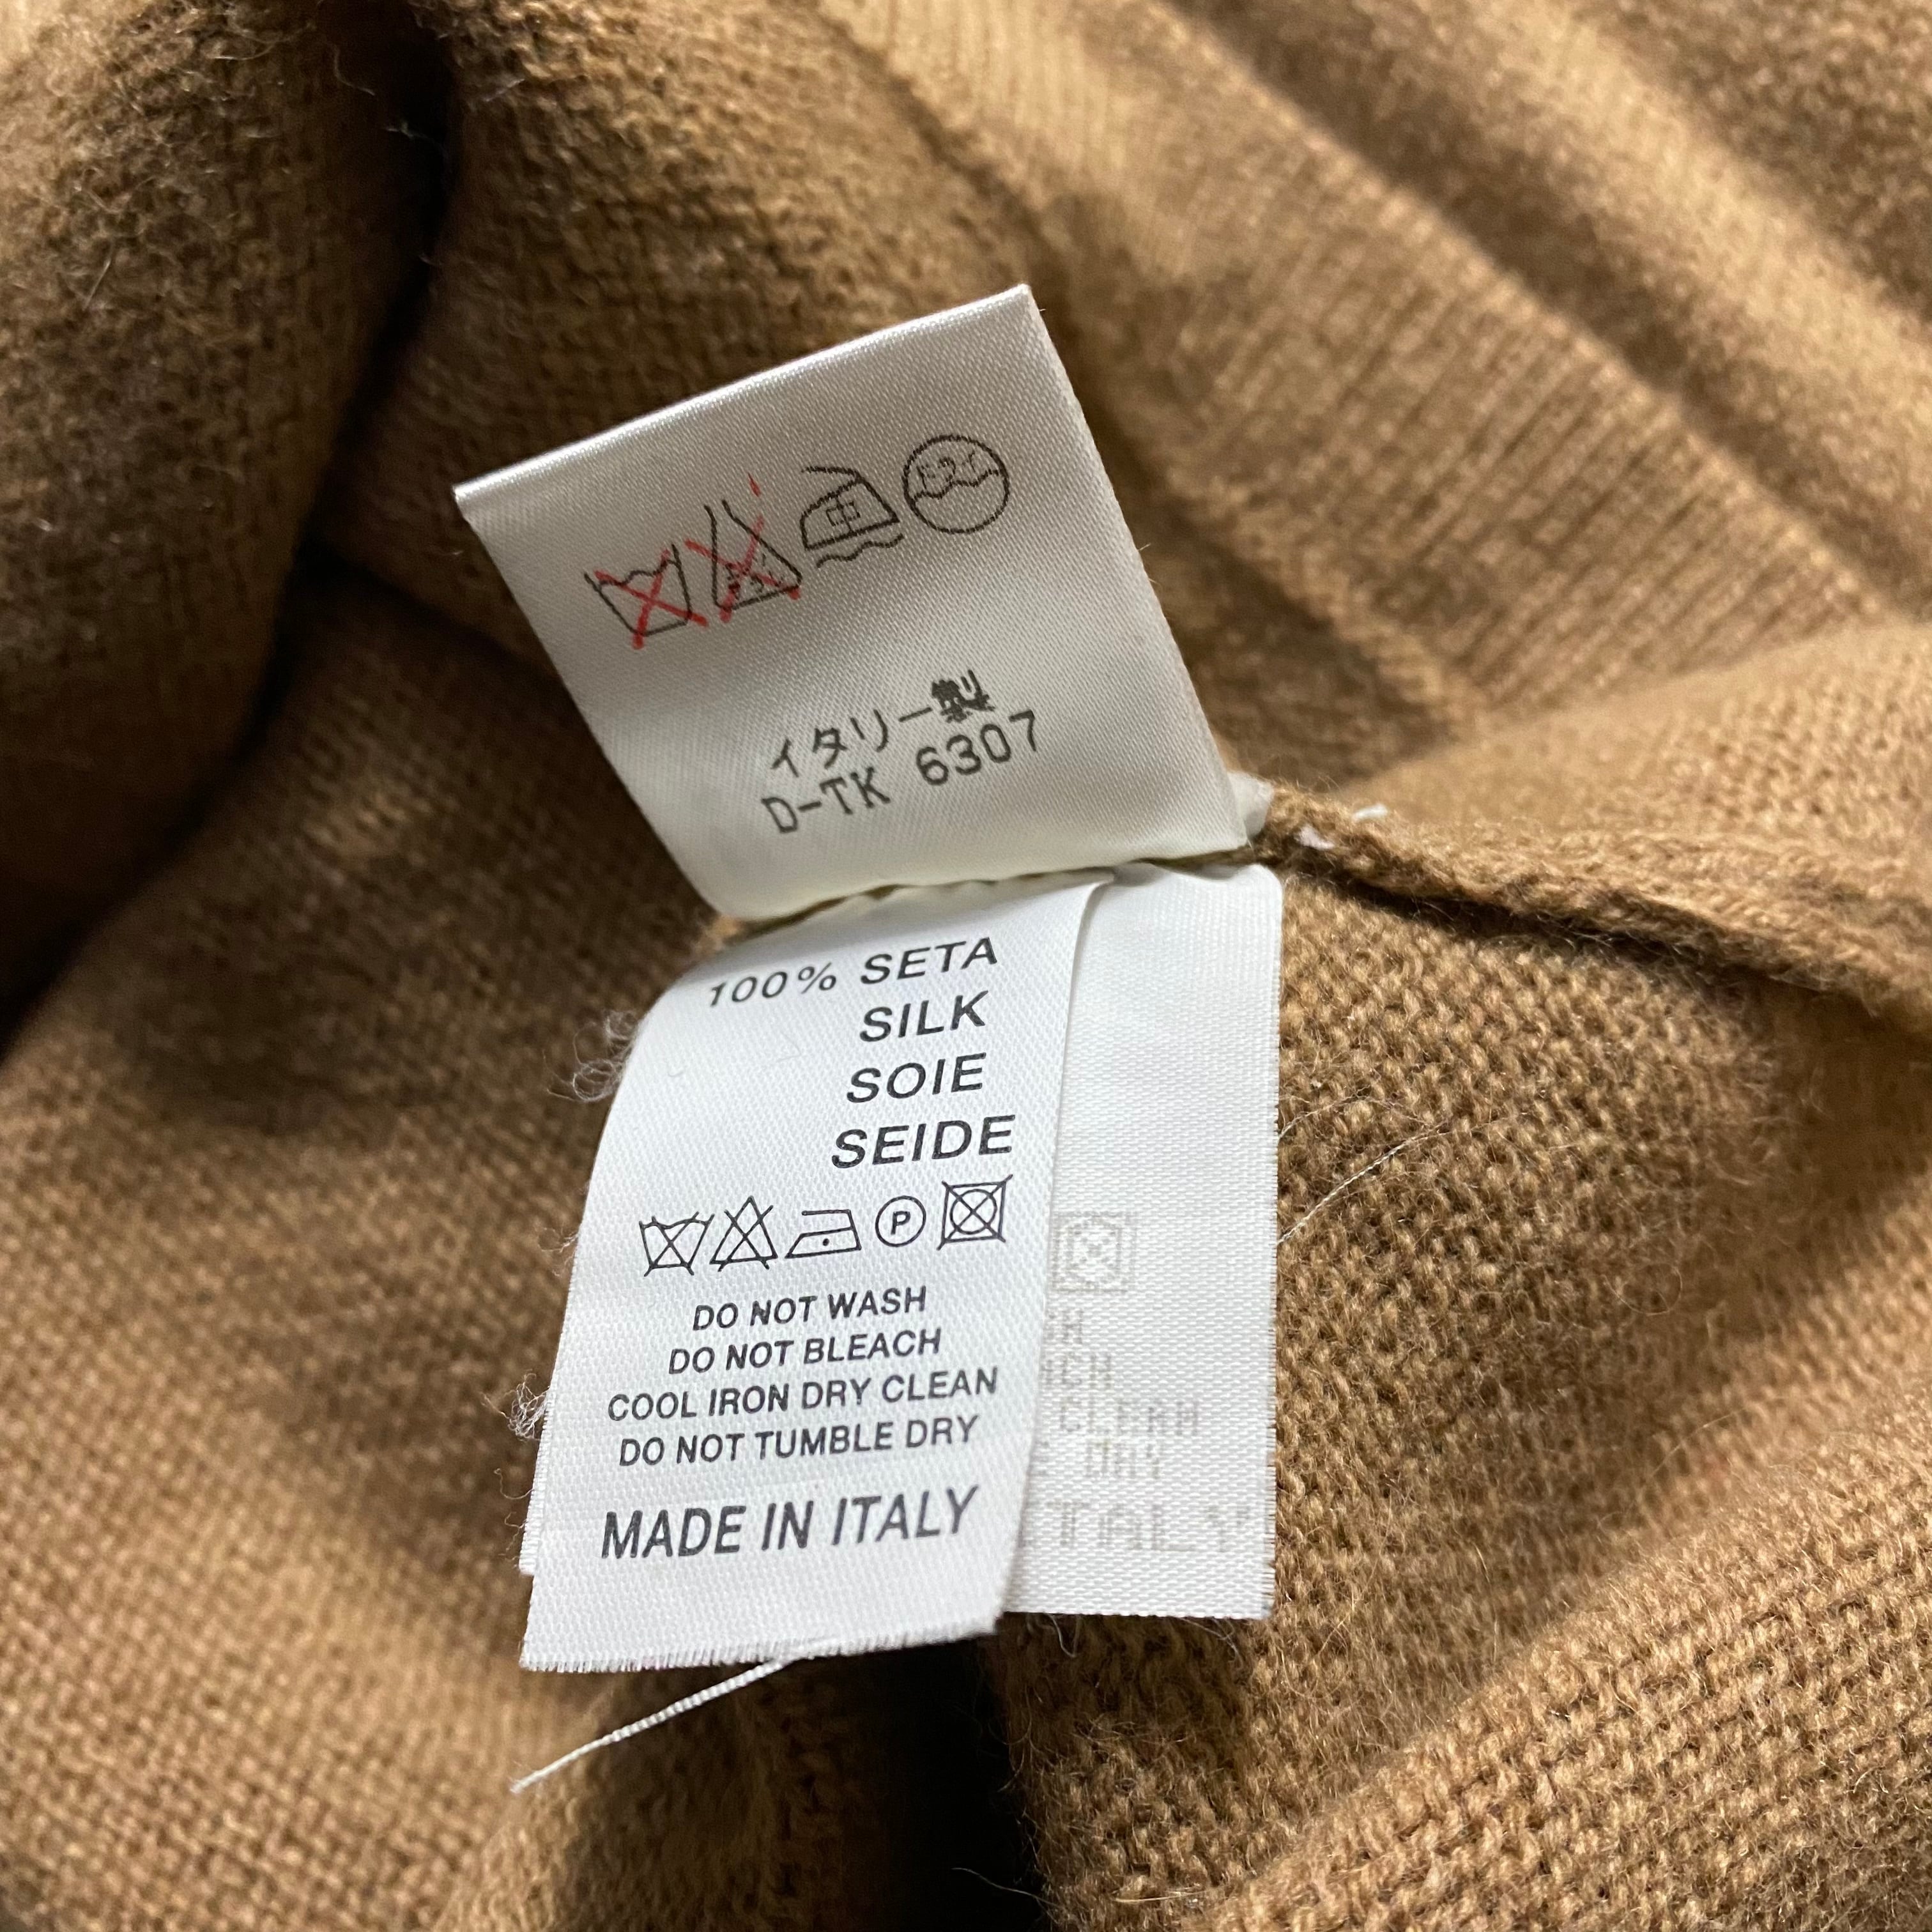 イタリー製
D-TK 6307
100% SETA
SILK
SOIE
SEIDE
P
DO NOT WASH
DO NOT BLEACH
COOL IRON DRY CLEAN
DO NOT TUMBLE DRY
MADE IN ITALY